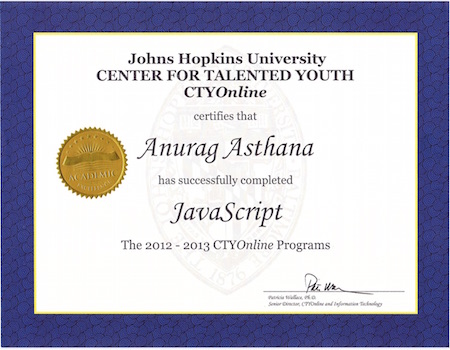 Johns Hopkins University
CENTER FOR TALENTED YOUTH
CTYOnline
certifies that
Anurag Asthana
has successfully completed
ACADEMIC
JavaScript
The 2012 - 2013 CTYOnline Programs
1876
Patricia Wallace, Ph.D.
Senior Director, CTYOnline and Information Technology